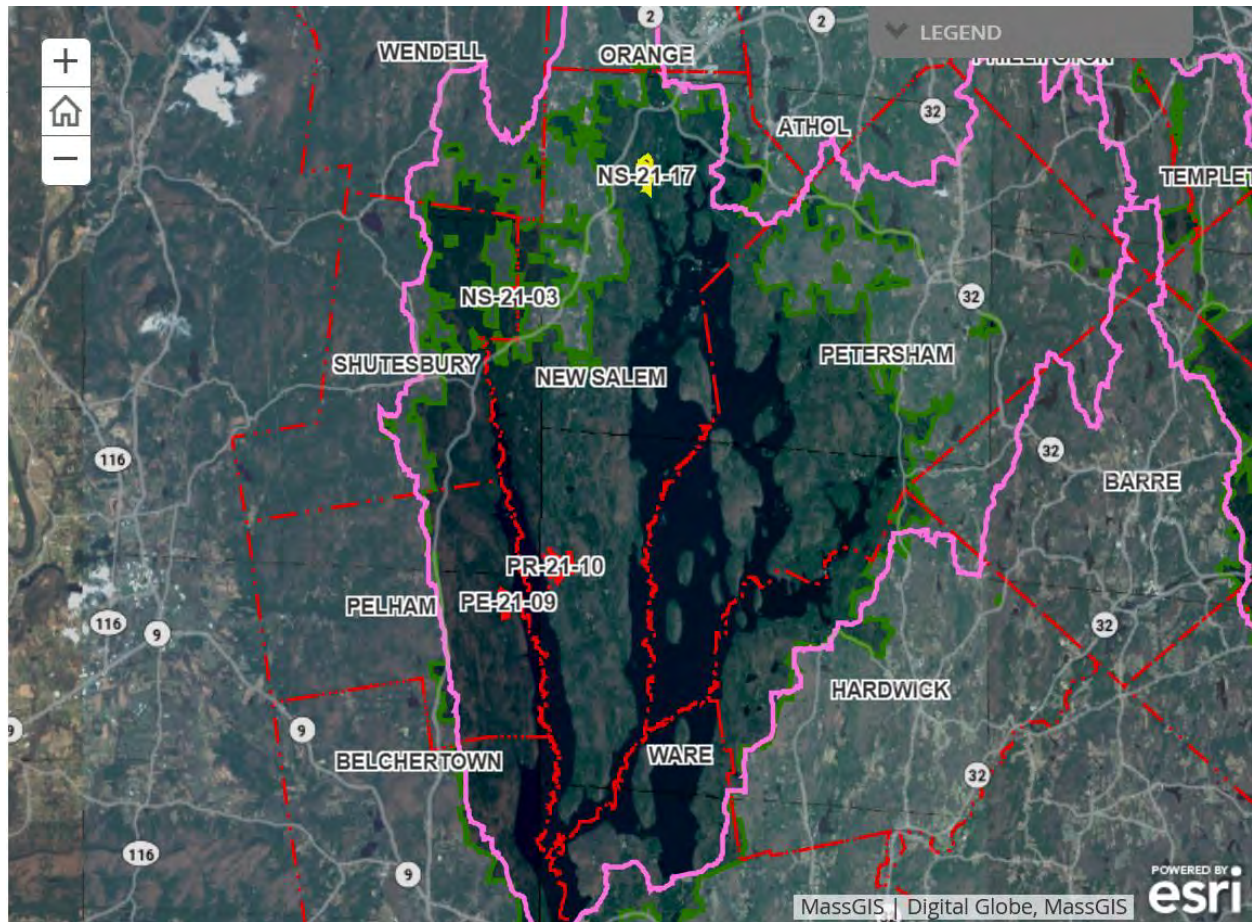 2
2
LEGEND
WENDELL
ORANGE
PHILLIPSTON
+
32
ATHOL
NS-21-17
TEMPLET
−
NS-21-03
32
SHUTESBURY
NEW SALEM
PETERSHAM
116
32
BARRE
PR-21-10
PE-21-09
PELHAM
116
9
32
HARDWICK
9
9
BELCHERTOWN
WARE
32
116
9
POWERED BY
esri
MassGIS | Digital Globe, MassGIS